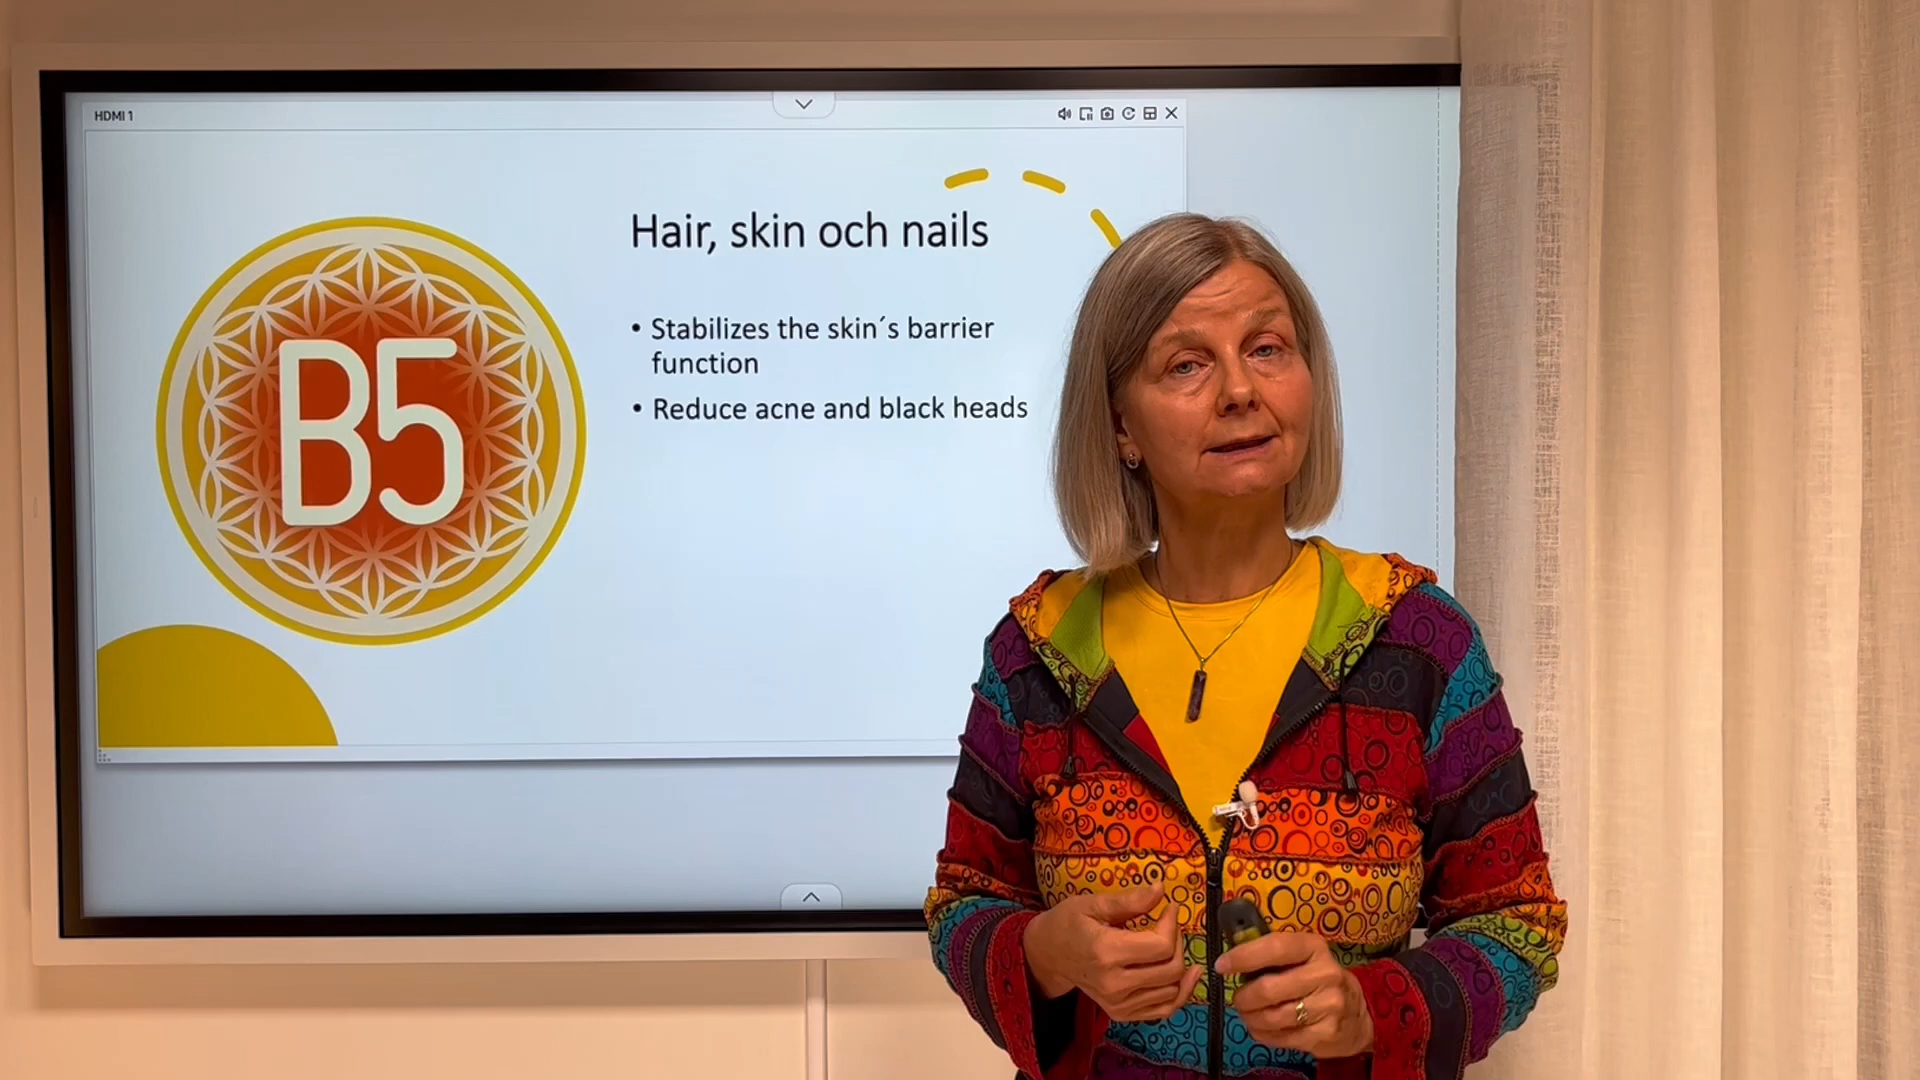 HDMI 1
Hair, skin och nails
B5
• Stabilizes the skin´s barrier
function
• Reduce acne and black heads